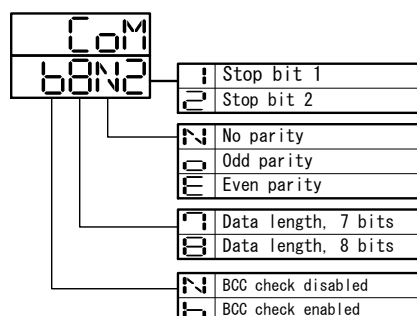 CoM
b8N2
1 Stop bit 1
2 Stop bit 2
N No parity
o Odd parity
E Even parity
7 Data length, 7 bits
8 Data length, 8 bits
N BCC check disabled
b BCC check enabled